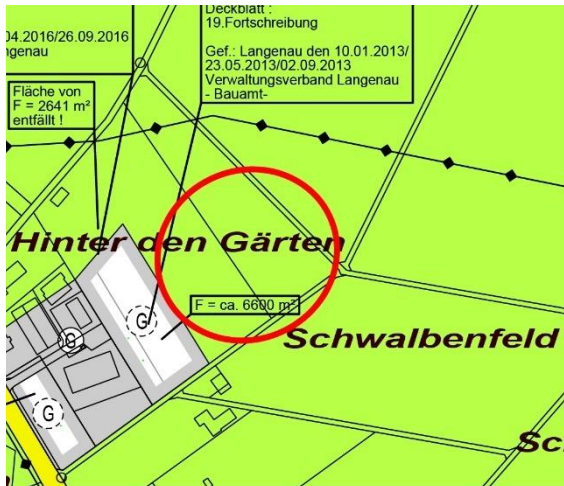 04.2016/26.09.2016
ngenau
Deckblatt :
19.Fortschreibung
Gef.: Langenau den 10.01.2013/
23.05.2013/02.09.2013
Verwaltungsverband Langenau
- Bauamt-
Fläche von
F = 2641 m²
entfällt !
Hinter den Gärten
F = ca. 6600 m²
G
G
G
Schwalbenfeld
Sc